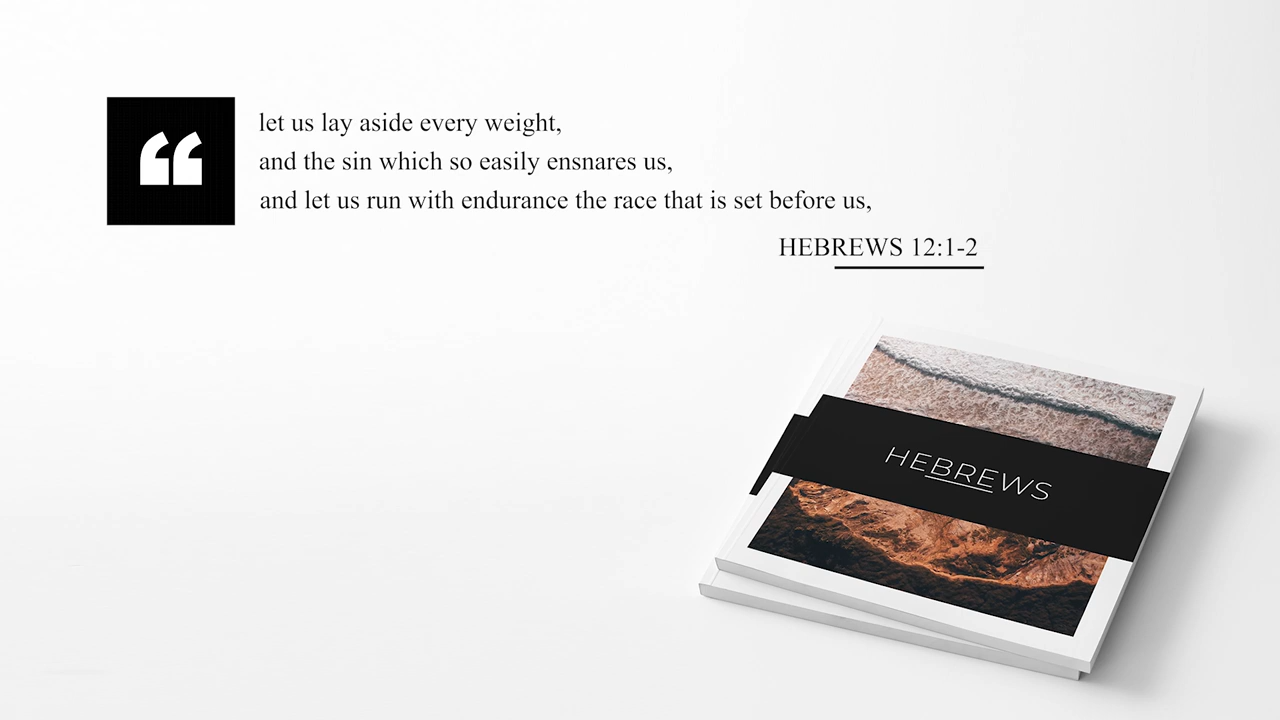 let us lay aside every weight,
and the sin which so easily ensnares us,
and let us run with endurance the race that is set before us,
HEBREWS 12:1-2
HEBREWS